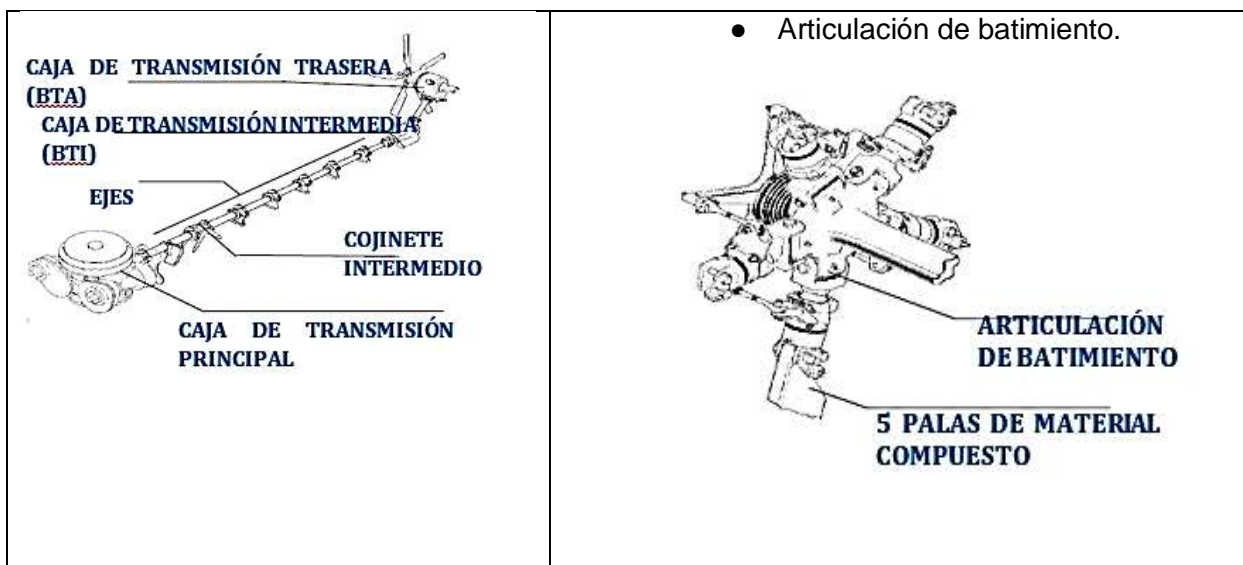 CAJA DE TRANSMISIÓN TRASERA
(BTA)
CAJA DE TRANSMISIÓN INTERMEDIA
(BTI)
EJES
COJINETE
INTERMEDIO
CAJA DE TRANSMISIÓN
PRINCIPAL
● Articulación de batimiento.
ARTICULACIÓN
DE BATIMIENTO
5 PALAS DE MATERIAL
COMPUESTO